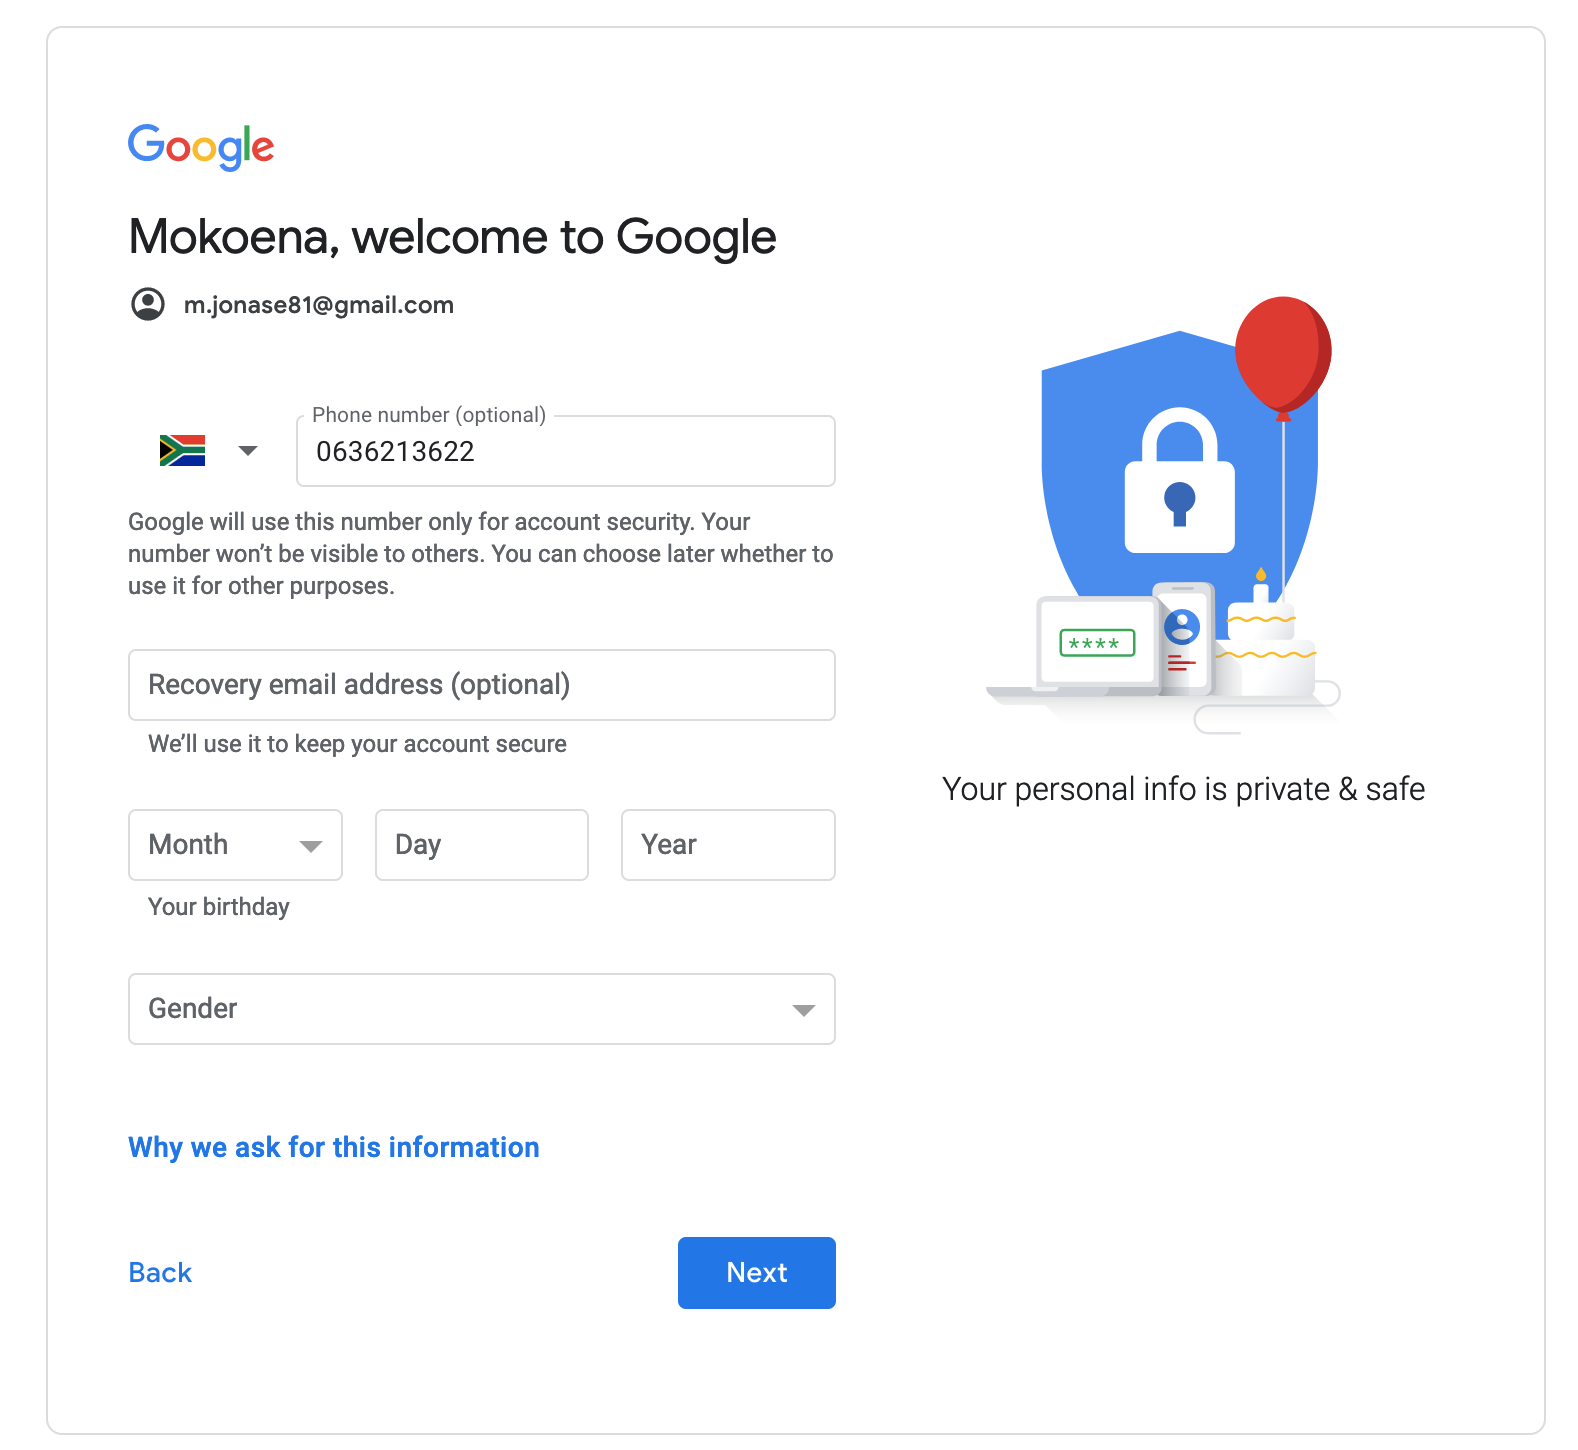 Google
Mokoena, welcome to Google
m.jonase81@gmail.com
Phone number (optional)
0636213622
Google will use this number only for account security. Your
number won’t be visible to others. You can choose later whether to
use it for other purposes.
Recovery email address (optional)
We’ll use it to keep your account secure
Month Day Year
Your birthday
Gender
Why we ask for this information
Back Next
****
Your personal info is private & safe